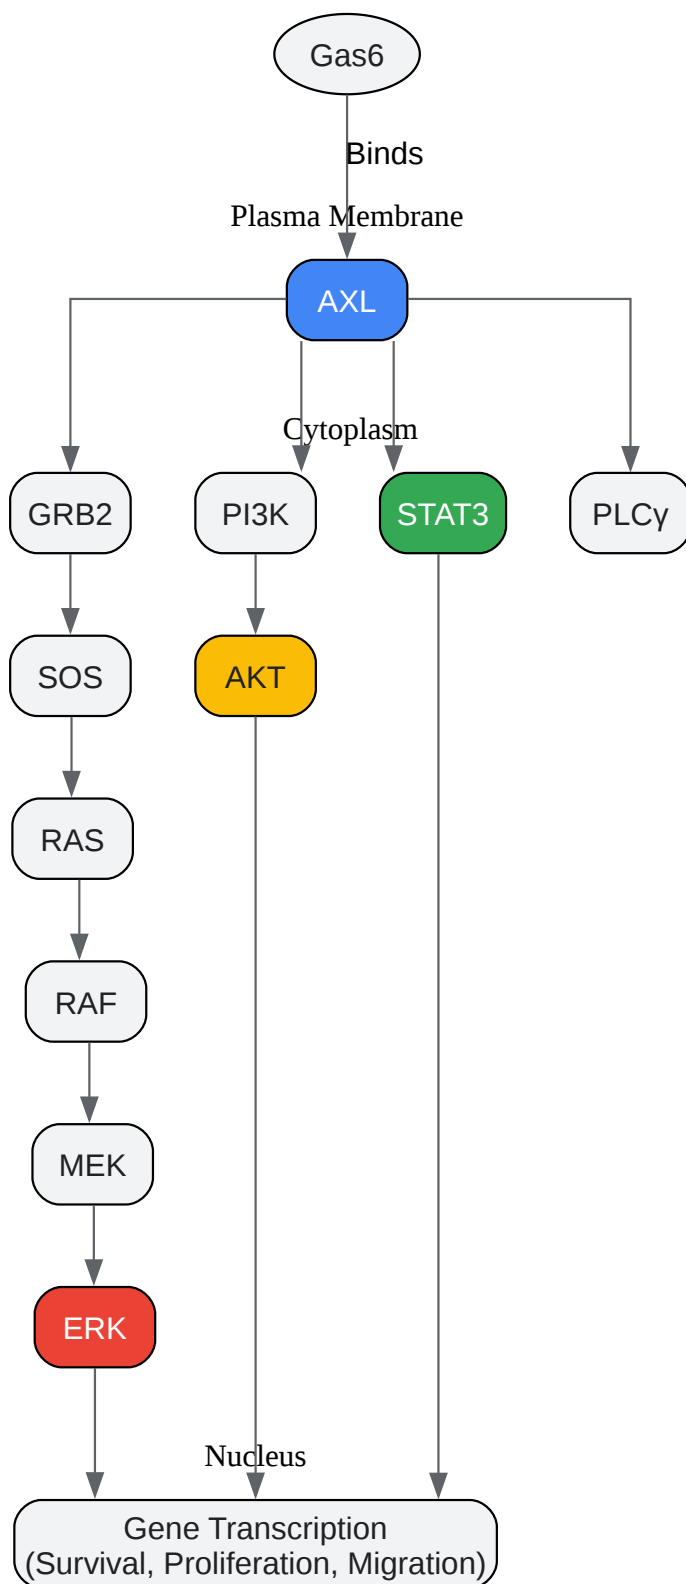 Gas6
Binds
Plasma Membrane
AXL
Cytoplasm
GRB2
PI3K
STAT3
PLCγ
SOS
AKT
RAS
RAF
MEK
ERK
Nucleus
Gene Transcription
(Survival, Proliferation, Migration)